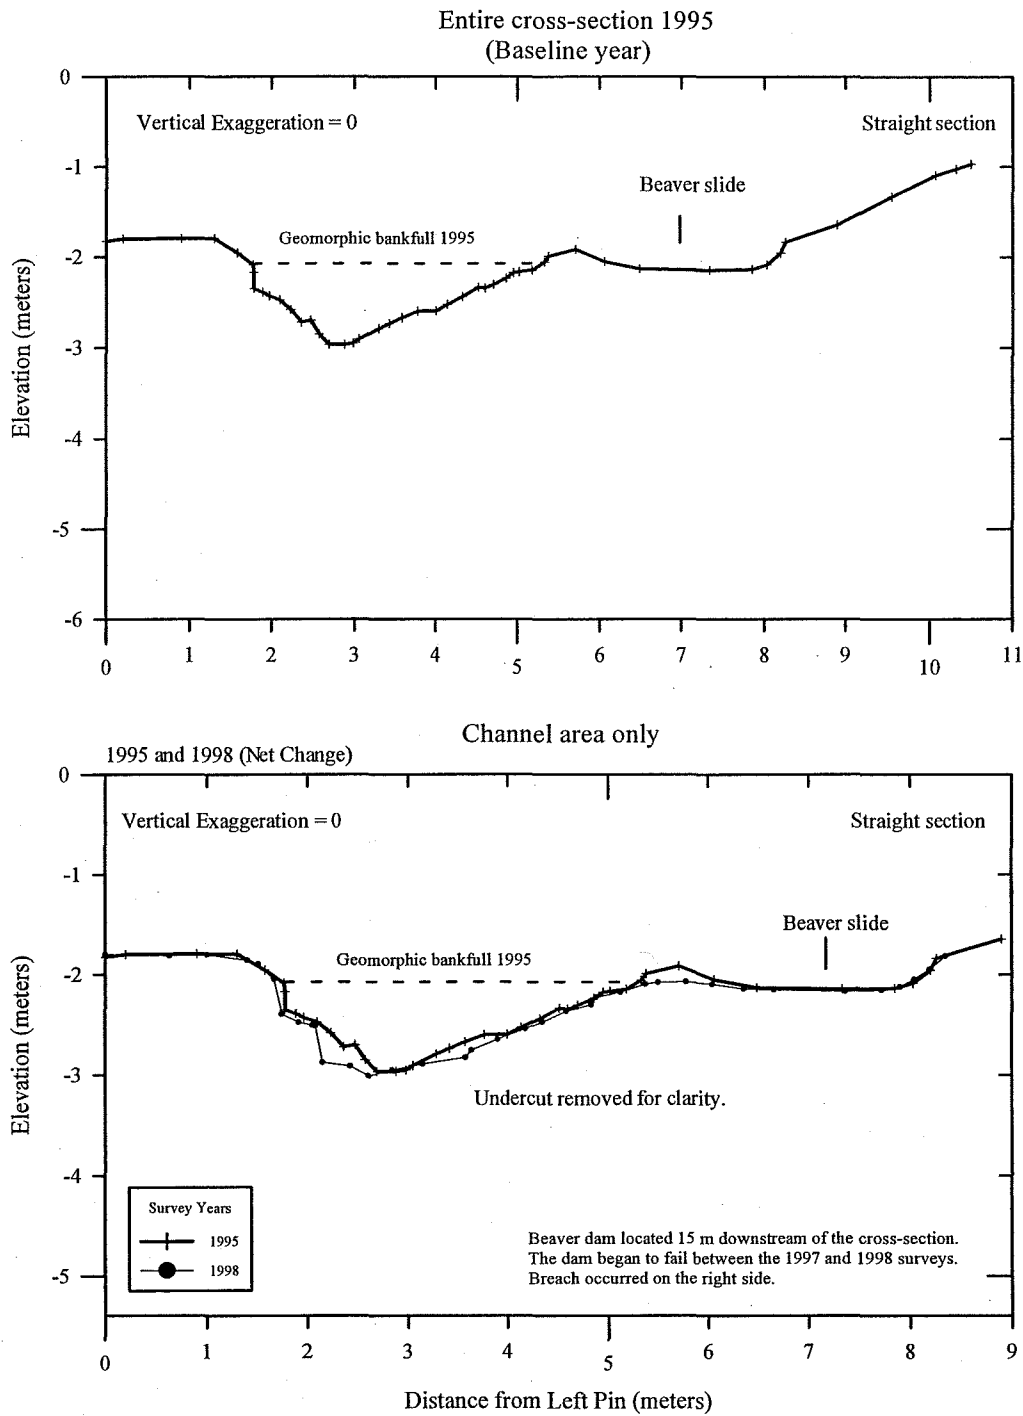 Entire cross-section 1995
(Baseline year)
0
Vertical Exaggeration = 0
Straight section
-1
Beaver slide
Geomorphic bankfull 1995
-2
-3
Elevation (meters)
-4
-5
-6
0 1 2 3 4 5 6 7 8 9 10 11
Channel area only
1995 and 1998 (Net Change)
0
Vertical Exaggeration = 0
Straight section
-1
Beaver slide
Geomorphic bankfull 1995
-2
-3
Undercut removed for clarity.
Elevation (meters)
-4
Survey Years
1995
1998
Beaver dam located 15 m downstream of the cross-section.
The dam began to fail between the 1997 and 1998 surveys.
Breach occurred on the right side.
-5
0 1 2 3 4 5 6 7 8 9
Distance from Left Pin (meters)